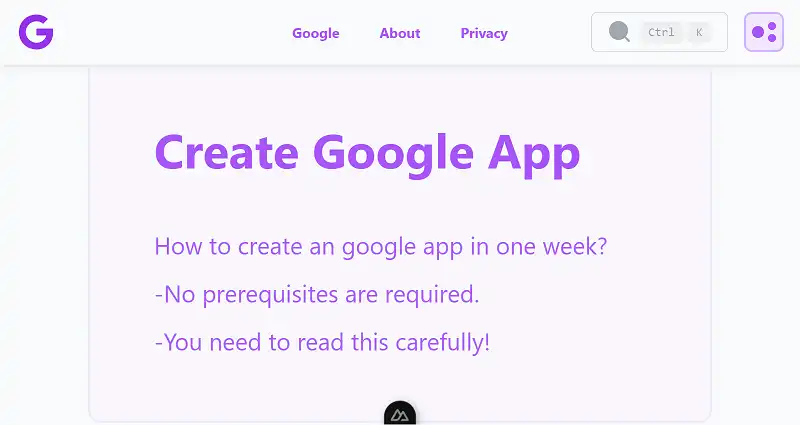 G
Google About Privacy
Ctrl K
Create Google App
How to create an google app in one week?
-No prerequisites are required.
-You need to read this carefully!